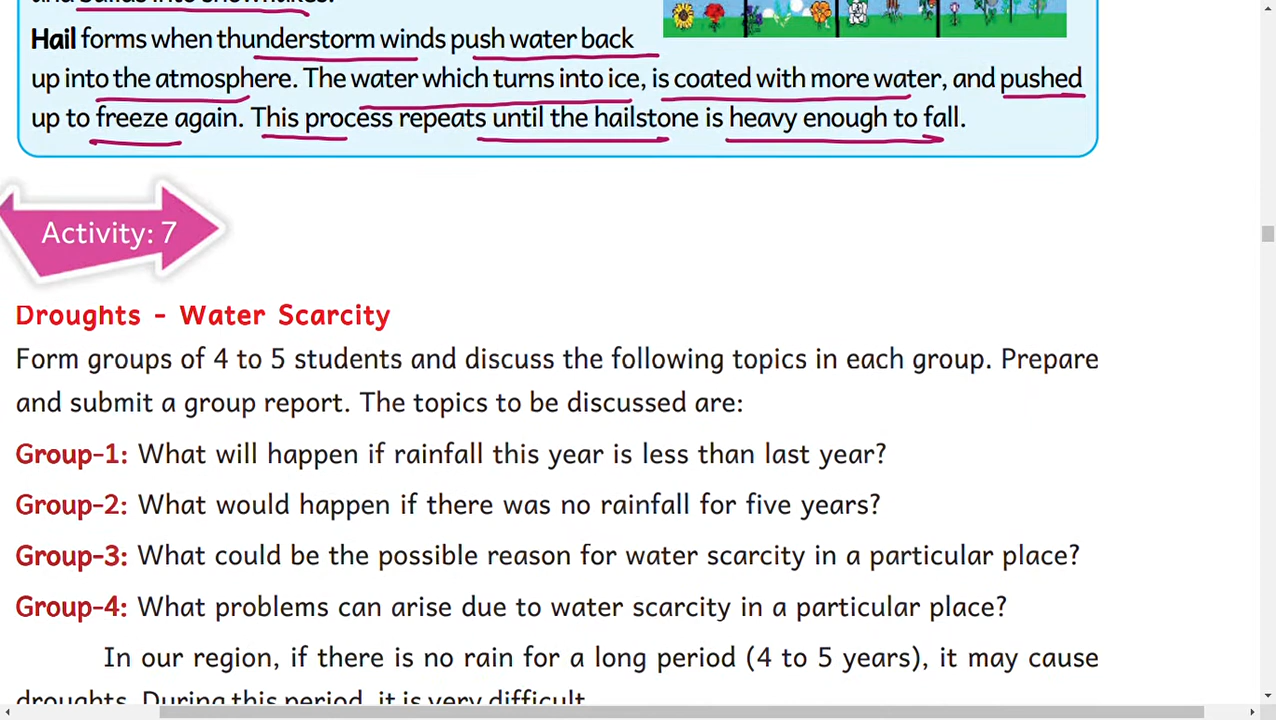 and builds into snowflakes.
Hail forms when thunderstorm winds push water back
up into the atmosphere. The water which turns into ice, is coated with more water, and pushed
up to freeze again. This process repeats until the hailstone is heavy enough to fall.
Activity: 7
Droughts - Water Scarcity
Form groups of 4 to 5 students and discuss the following topics in each group. Prepare
and submit a group report. The topics to be discussed are:
Group-1: What will happen if rainfall this year is less than last year?
Group-2: What would happen if there was no rainfall for five years?
Group-3: What could be the possible reason for water scarcity in a particular place?
Group-4: What problems can arise due to water scarcity in a particular place?
In our region, if there is no rain for a long period (4 to 5 years), it may cause
droughts. During this period, it is very difficult